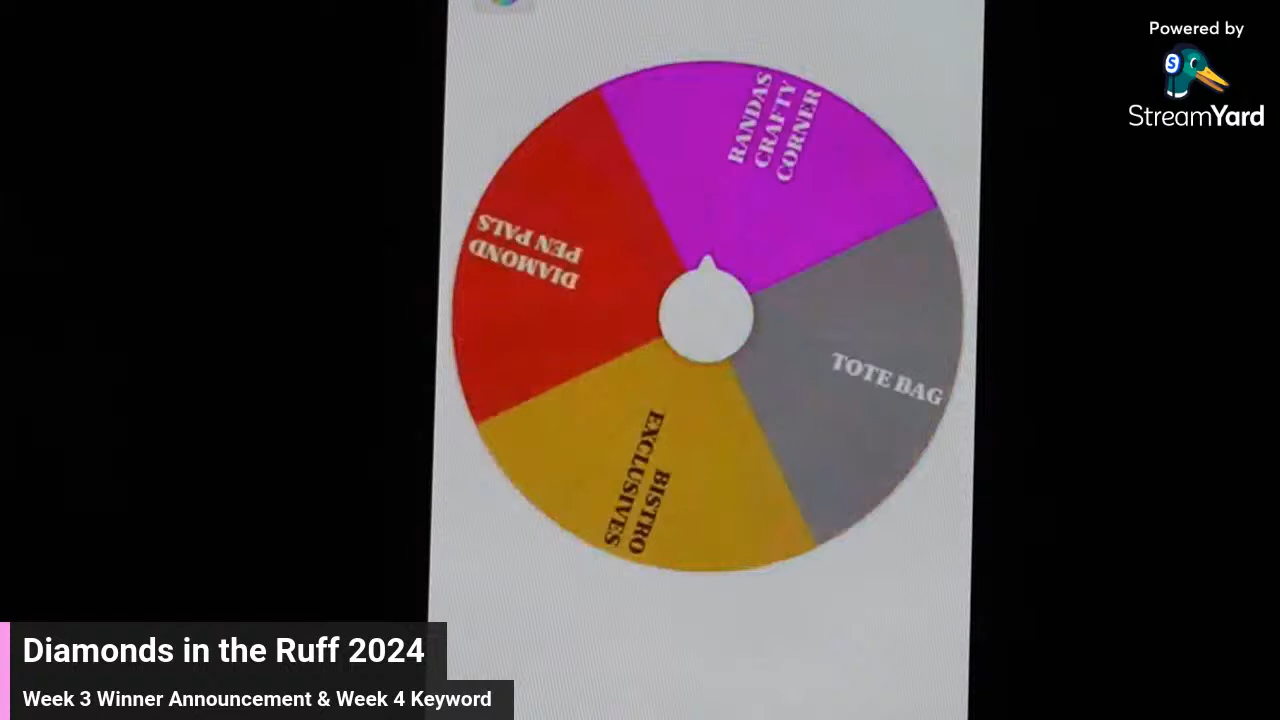 Powered by
StreamYard
RANDAS
CRAFTY
CORNER
DIAMOND
PEN PALS
TOTE BAG
BISTRO
EXCLUSIVES
Diamonds in the Ruff 2024
Week 3 Winner Announcement & Week 4 Keyword